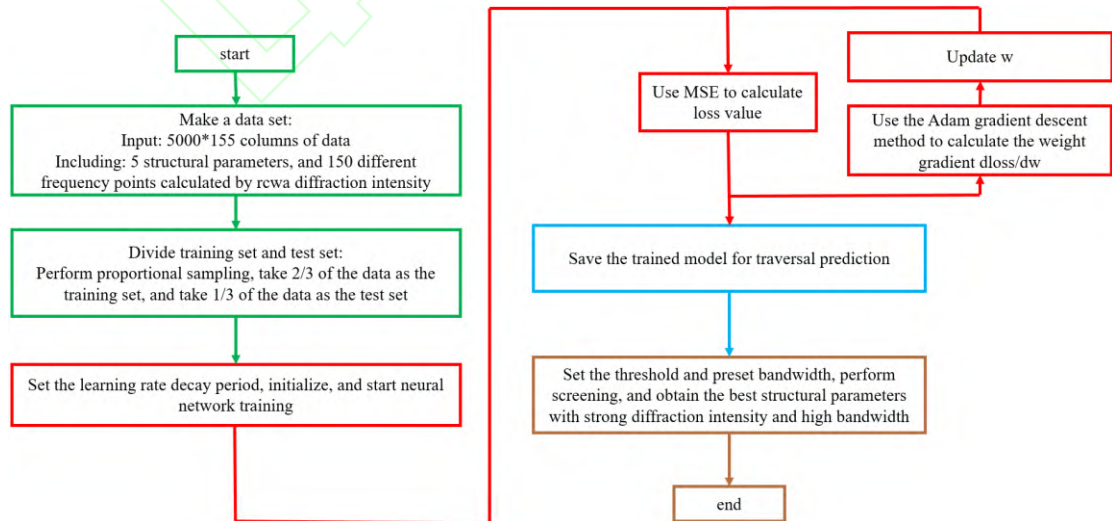 start
Make a data set:
Input: 5000*155 columns of data
Including: 5 structural parameters, and 150 different
frequency points calculated by rcwa diffraction intensity
Divide training set and test set:
Perform proportional sampling, take 2/3 of the data as the
training set, and take 1/3 of the data as the test set
Set the learning rate decay period, initialize, and start neural
network training
Use MSE to calculate
loss value
Update w
Use the Adam gradient descent
method to calculate the weight
gradient dloss/dw
Save the trained model for traversal prediction
Set the threshold and preset bandwidth, perform
screening, and obtain the best structural parameters
with strong diffraction intensity and high bandwidth
end